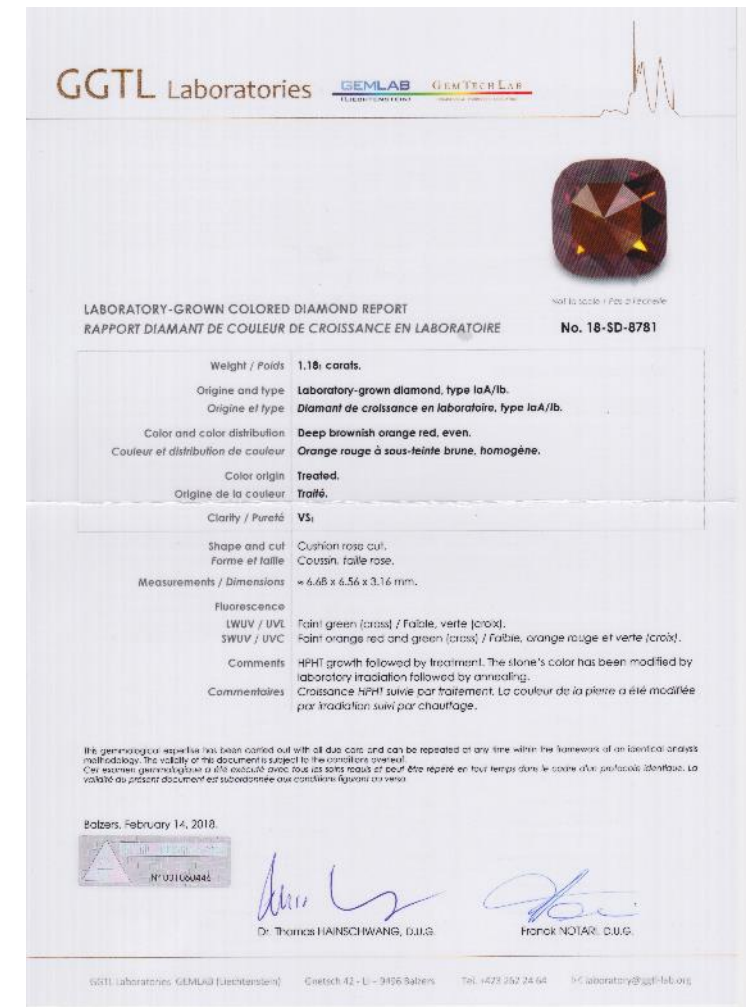 GGTL Laboratories GEMLAB GEMTECHLAB
(LIECHTENSTEIN)
Not to scale / Pas à l'échelle
LABORATORY-GROWN COLORED DIAMOND REPORT
RAPPORT DIAMANT DE COULEUR DE CROISSANCE EN LABORATOIRE No. 18-SD-8781
Weight / Poids 1.18₁ carats.
Origine and type Laboratory-grown diamond, type IaA/Ib.
Origine et type Diamant de croissance en laboratoire, type IaA/Ib.
Color and color distribution Deep brownish orange red, even.
Couleur et distribution de couleur Orange rouge à sous-teinte brune, homogène.
Color origin Treated.
Origine de la couleur Traité.
Clarity / Pureté VS₁
Shape and cut Cushion rose cut.
Forme et taille Coussin, taille rose.
Measurements / Dimensions ≈ 6.68 x 6.56 x 3.16 mm.
Fluorescence
LWUV / UVL Faint green (cross) / Faible, verte (croix).
SWUV / UVC Faint orange red and green (cross) / Faible, orange rouge et verte (croix).
Comments HPHT growth followed by treatment. The stone's color has been modified by
laboratory irradiation followed by annealing.
Commentaires Croissance HPHT suivie par traitement. La couleur de la pierre a été modifiée
par irradiation suivi par chauffage.
This gemmological expertise has been carried out with all due care and can be repeated at any time within the framework of an identical analysis
methodology. The validity of this document is subject to the conditions overleaf.
Cet examen gemmologique a été exécuté avec tous les soins requis et peut être répété en tout temps dans le cadre d'un protocole identique. La
validité du présent document est subordonnée aux conditions figurant au verso
Balzers, February 14, 2018.
N° 031060446
Dr. Thomas HAINSCHWANG, D.U.G. Franck NOTARI, D.U.G.
GGTL Laboratories GEMLAB (Liechtenstein) Gnetsch 42 - LI – 9496 Balzers Tel. +423 262 24 64 laboratory@ggtl-lab.org